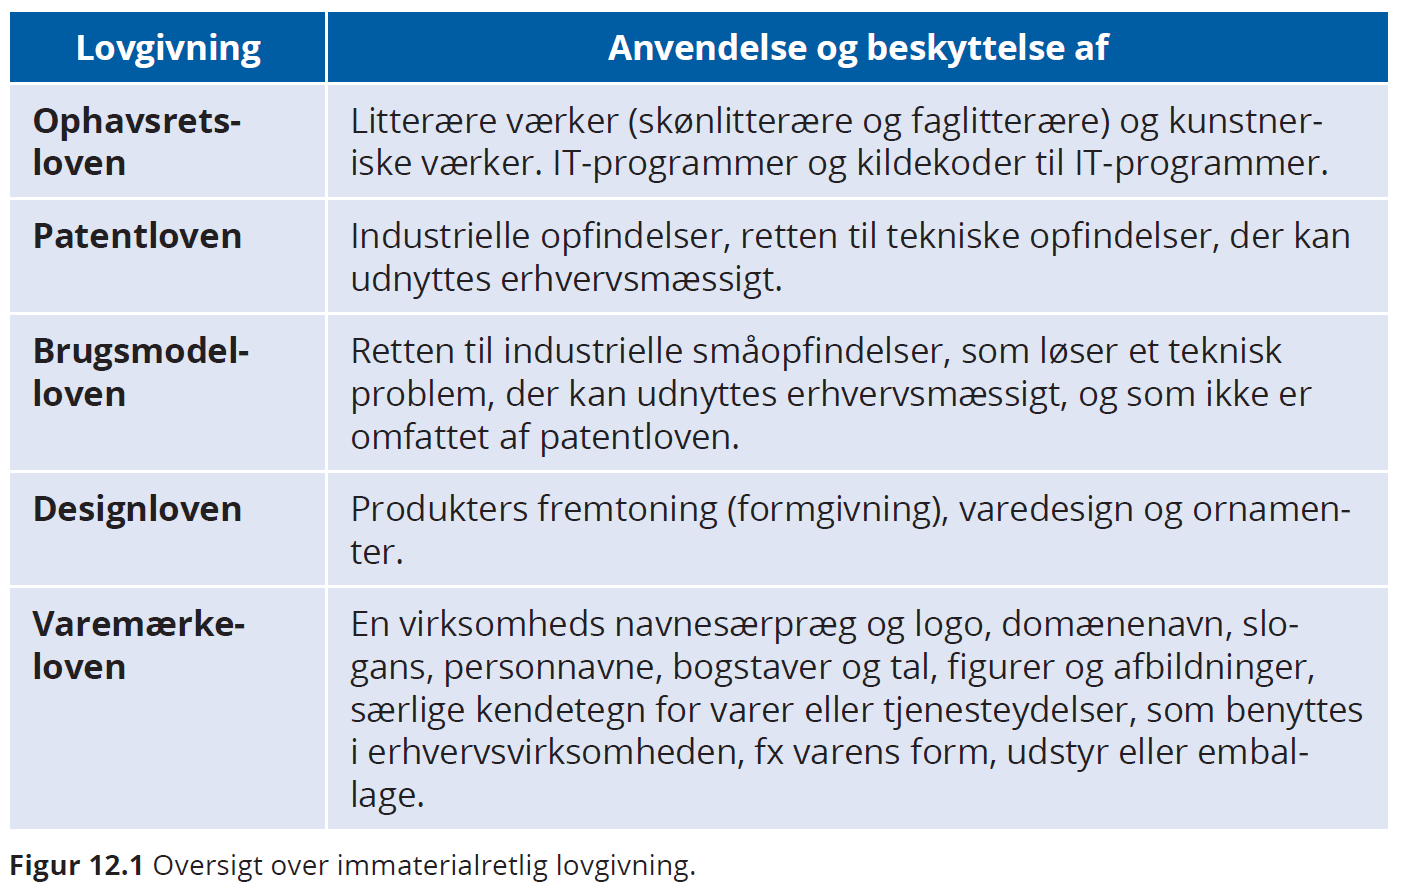 Lovgivning
Anvendelse og beskyttelse af
Ophavsrets-
loven
Litterære værker (skønlitterære og faglitterære) og kunstner-
iske værker. IT-programmer og kildekoder til IT-programmer.
Patentloven
Industrielle opfindelser, retten til tekniske opfindelser, der kan
udnyttes erhvervsmæssigt.
Brugsmodel-
loven
Retten til industrielle småopfindelser, som løser et teknisk
problem, der kan udnyttes erhvervsmæssigt, og som ikke er
omfattet af patentloven.
Designloven
Produkters fremtoning (formgivning), varedesign og ornamen-
ter.
Varemærke-
loven
En virksomheds navnesærpræg og logo, domænenavn, slo-
gans, personnavne, bogstaver og tal, figurer og afbildninger,
særlige kendetegn for varer eller tjenesteydelser, som benyttes
i erhvervsvirksomheden, fx varens form, udstyr eller embal-
lage.
Figur 12.1 Oversigt over immaterialretlig lovgivning.